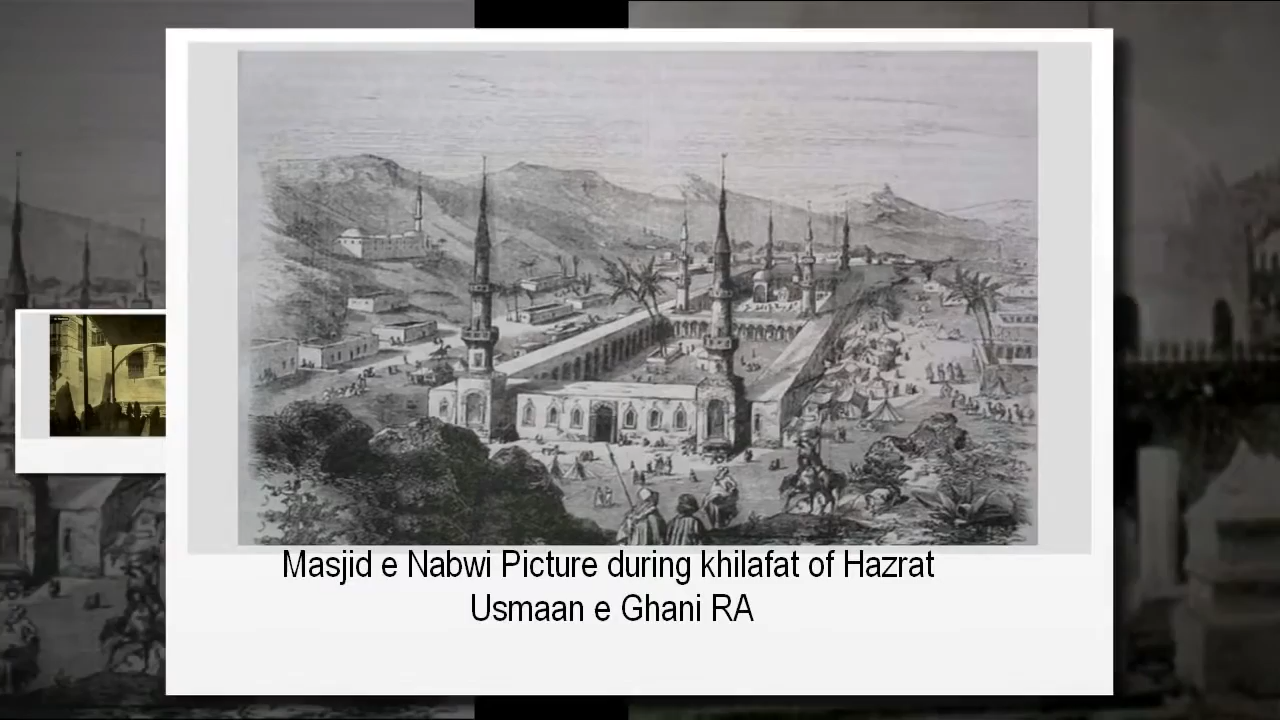 Masjid e Nabwi Picture during khilafat of Hazrat
Usmaan e Ghani RA